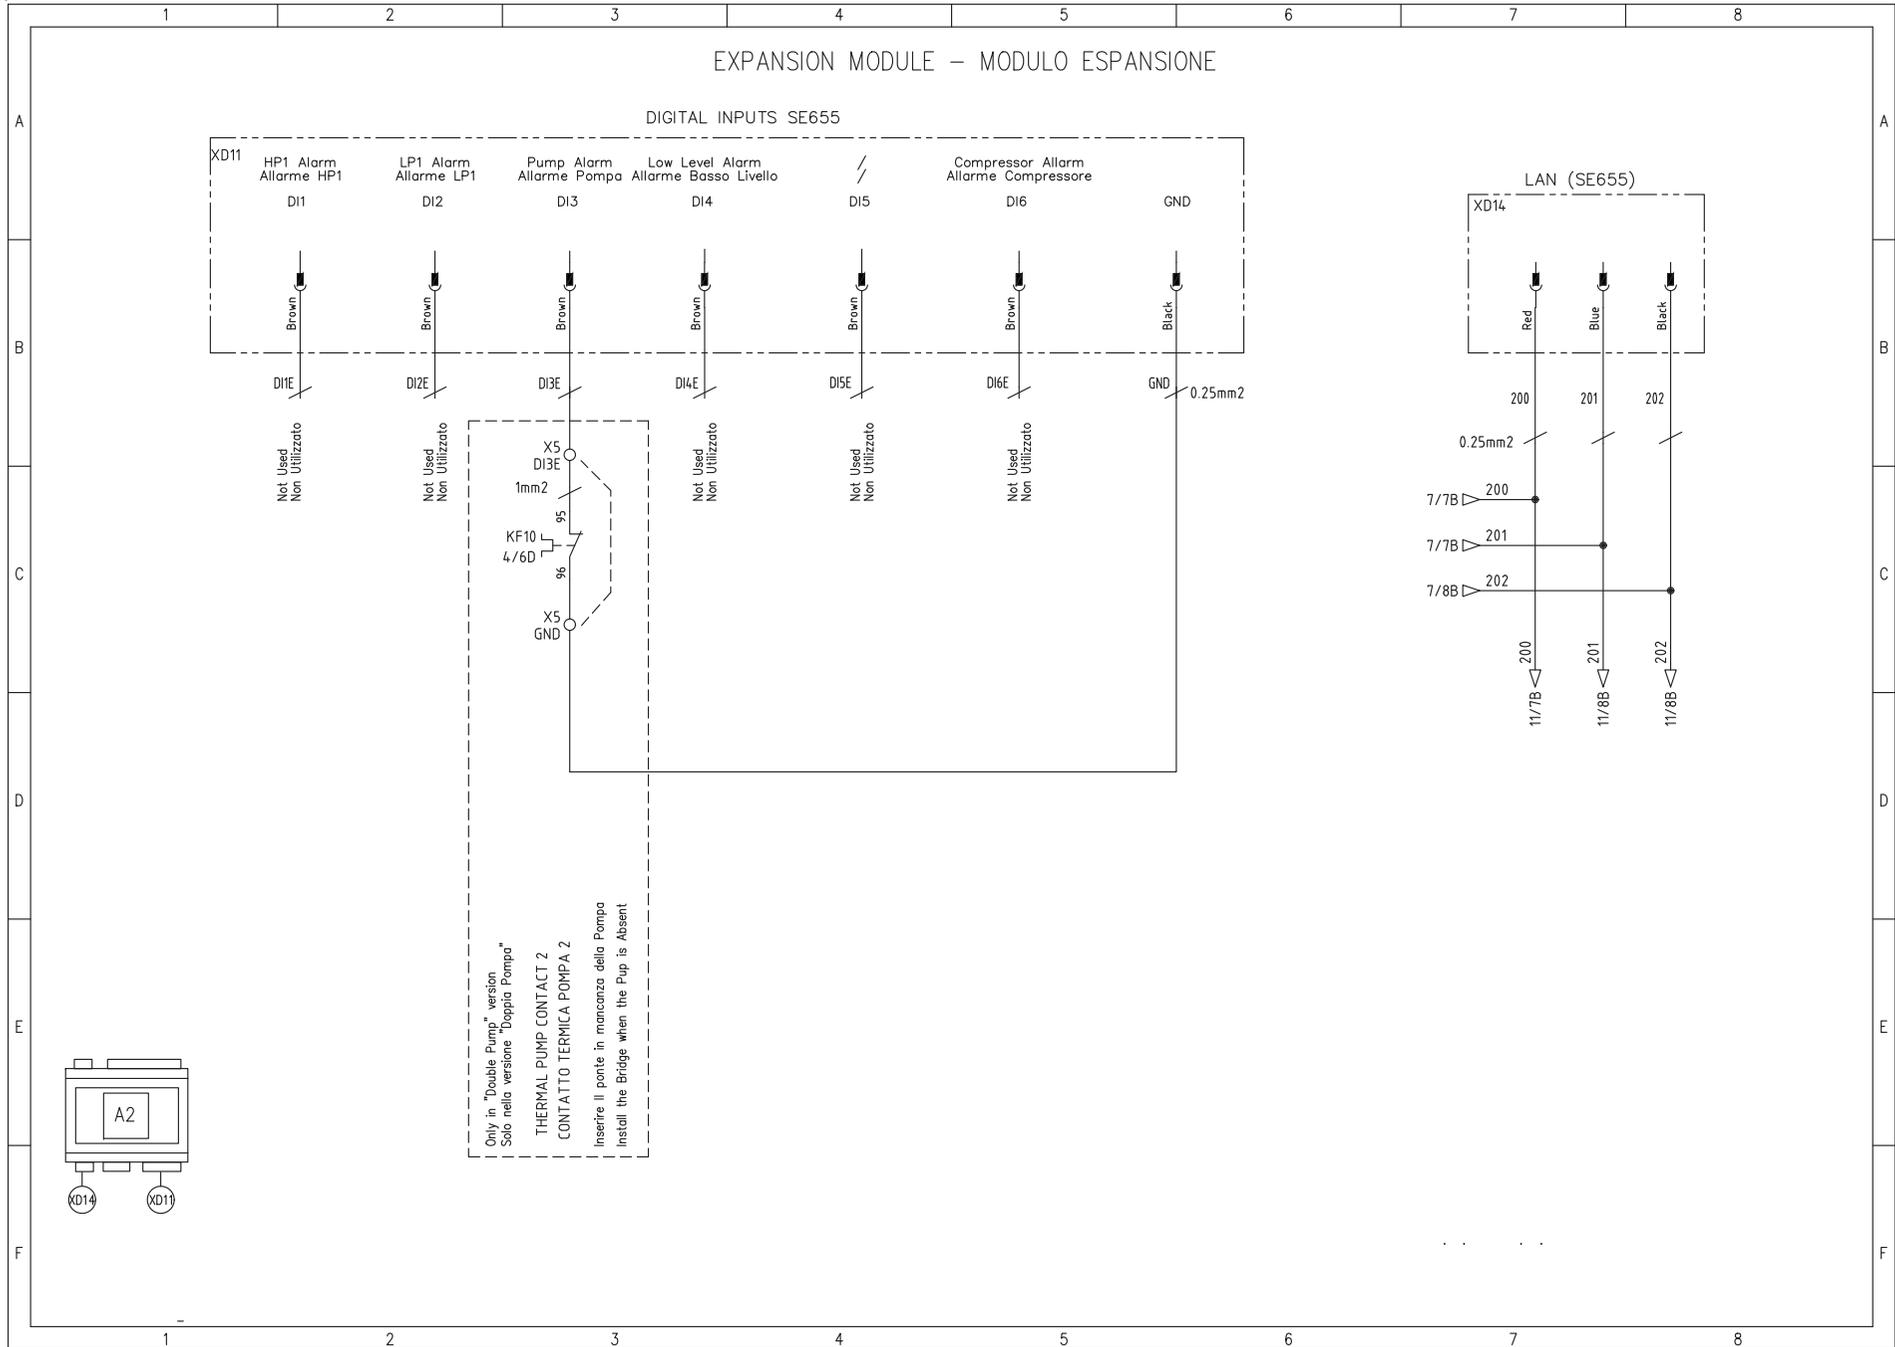 1 2 3 4 5 6 7 8
EXPANSION MODULE – MODULO ESPANSIONE
A A
DIGITAL INPUTS SE655
XD11
HP1 Alarm
Allarme HP1
DI1
LP1 Alarm
Allarme LP1
DI2
Pump Alarm
Allarme Pompa
DI3
Low Level Alarm
Allarme Basso Livello
DI4
/
/
DI5
Compressor Allarm
Allarme Compressore
DI6
GND
LAN (SE655)
XD14
Brown
Brown
Brown
Brown
Brown
Brown
Black
Red
Blue
Black
B B
DI1E
DI2E
DI3E
DI4E
DI5E
DI6E
GND
0.25mm2
200
201
202
0.25mm2
Not Used
Non Utilizzato
Not Used
Non Utilizzato
Not Used
Non Utilizzato
Not Used
Non Utilizzato
Not Used
Non Utilizzato
X5
DI3E
1mm2
95
KF10
4/6D
96
X5
GND
7/7B 200
7/7B 201
7/8B 202
C C
200
201
202
11/7B
11/8B
11/8B
D D
Only in "Double Pump" version
Solo nella versione "Doppia Pompa"
THERMAL PUMP CONTACT 2
CONTATTO TERMICA POMPA 2
Inserire Il ponte in mancanza della Pompa
Install the Bridge when the Pup is Absent
E E
A2
XD14
XD11
F F
1 2 3 4 5 6 7 8